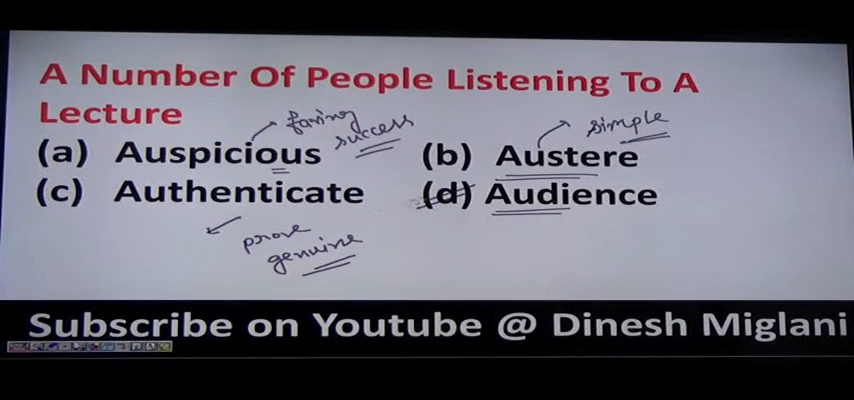 A Number Of People Listening To A
Lecture
(a) Auspicious
success
(b) Austere
simple
(c) Authenticate
(d) Audience
prove
genuine
Subscribe on Youtube @ Dinesh Miglani